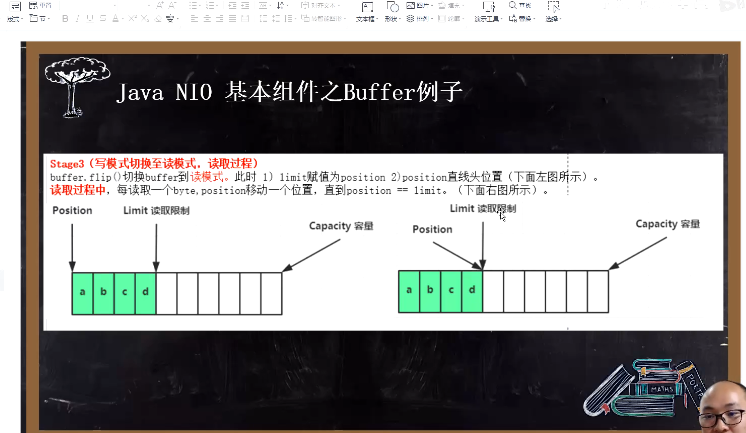 Java NIO 基本组件之Buffer例子
Stage3（写模式切换至读模式，读取过程）
buffer.flip()切换buffer到读模式。此时 1) limit赋值为position 2)position直线头位置（下面左图所示）。
读取过程中，每读取一个byte,position移动一个位置，直到position == limit。（下面右图所示）。
Position
Limit 读取限制
Capacity 容量
a b c d
Limit 读取限制
Position
Capacity 容量
a b c d
MATHS